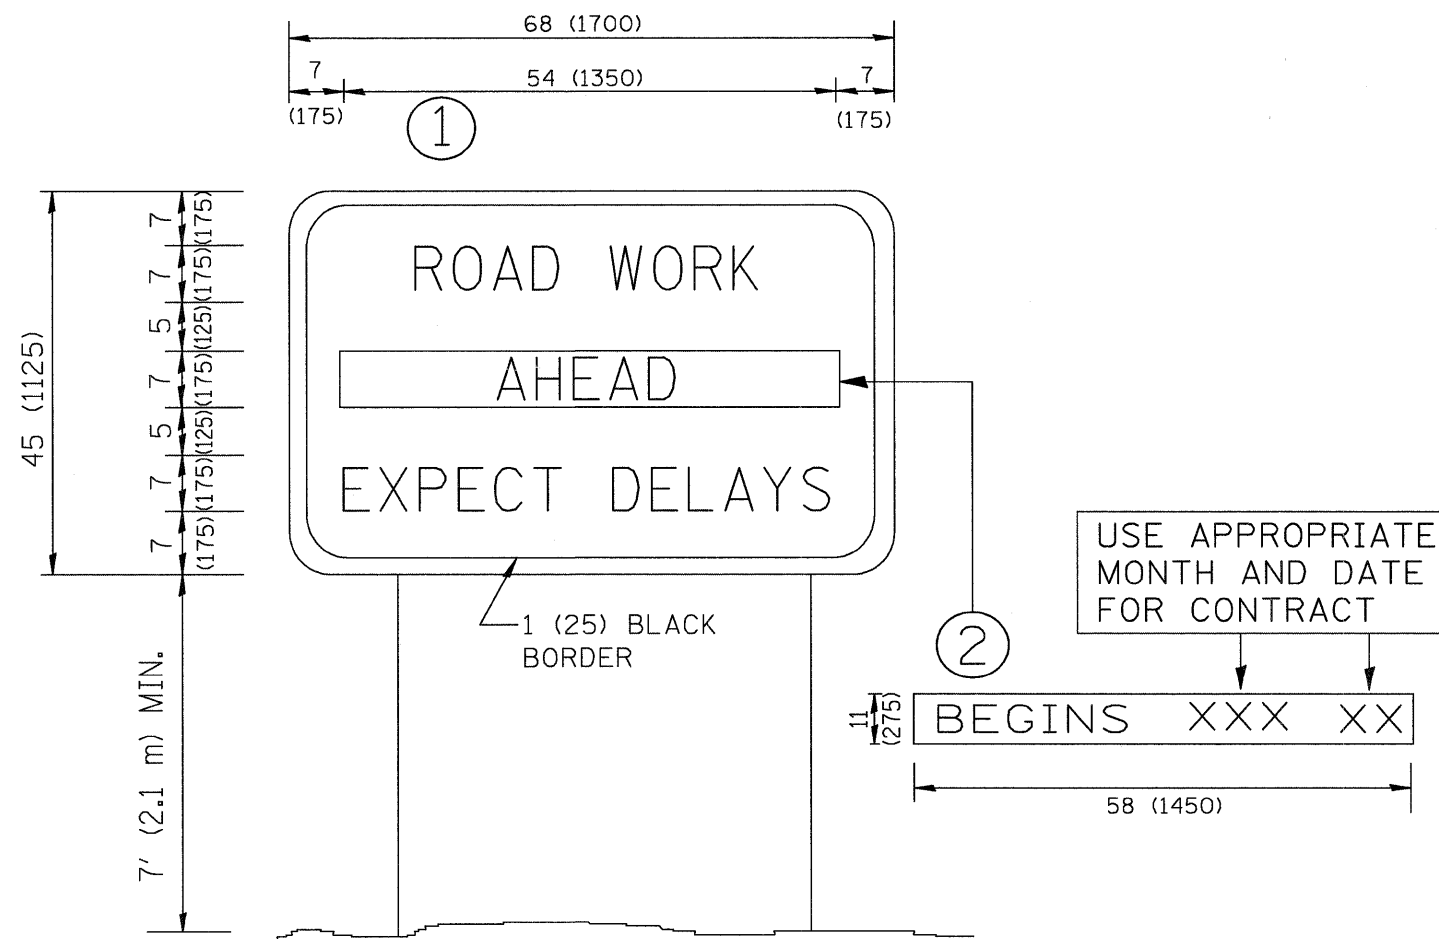 68 (1700)
7
54 (1350)
7
(175)
(175)
1
45 (1125)
7 (175)
7 (175)
5 (125)
7 (175)
5 (125)
7 (175)
7 (175)
ROAD WORK
AHEAD
EXPECT DELAYS
1 (25) BLACK
BORDER
7' (2.1 m) MIN.
2
USE APPROPRIATE
MONTH AND DATE
FOR CONTRACT
11
(275)
BEGINS XXX XX
58 (1450)